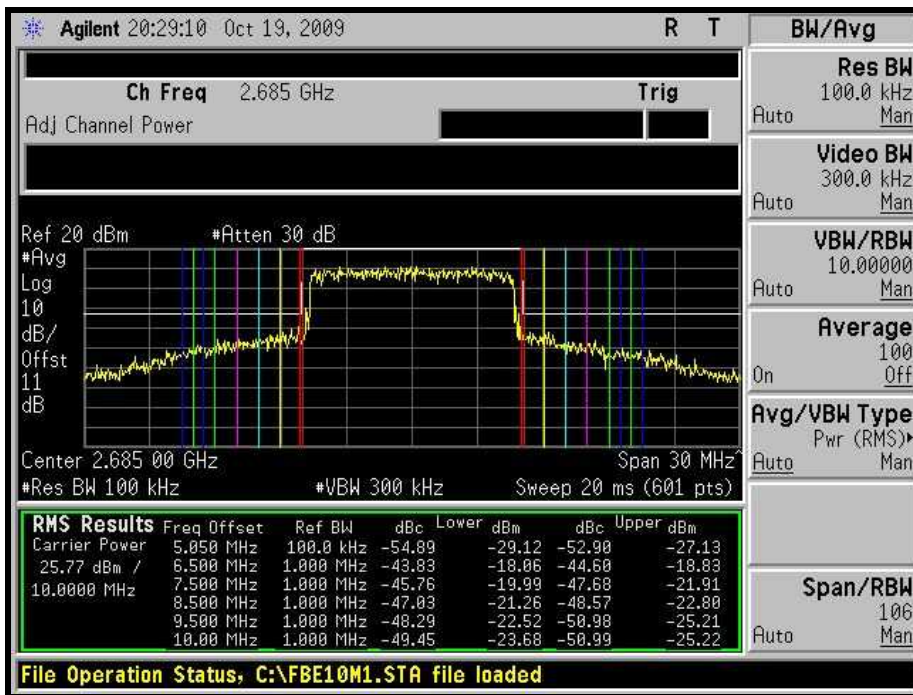 Agilent 20:29:10 Oct 19, 2009 R T
Ch Freq 2.685 GHz Trig
Adj Channel Power
Ref 20 dBm #Atten 30 dB
#Avg
Log
10
dB/
Offst
11
dB
Center 2.685 00 GHz Span 30 MHz^
#Res BW 100 kHz #VBW 300 kHz Sweep 20 ms (601 pts)
RMS Results Freq Offset Ref BW dBc Lower dBm dBc Upper dBm
Carrier Power 5.050 MHz 100.0 kHz -54.89 -29.12 -52.90 -27.13
25.77 dBm / 6.500 MHz 1.000 MHz -43.83 -18.06 -44.60 -18.83
10.0000 MHz 7.500 MHz 1.000 MHz -45.76 -19.99 -47.68 -21.91
8.500 MHz 1.000 MHz -47.03 -21.26 -48.57 -22.80
9.500 MHz 1.000 MHz -48.29 -22.52 -50.98 -25.21
10.00 MHz 1.000 MHz -49.45 -23.68 -50.99 -25.22
File Operation Status, C:\FBE10M1.STA file loaded
BW/Avg
Res BW
100.0 kHz
Auto Man
Video BW
300.0 kHz
Auto Man
VBW/RBW
10.00000
Auto Man
Average
100
On Off
Avg/VBW Type
Pwr (RMS)▸
Auto Man
Span/RBW
106
Auto Man